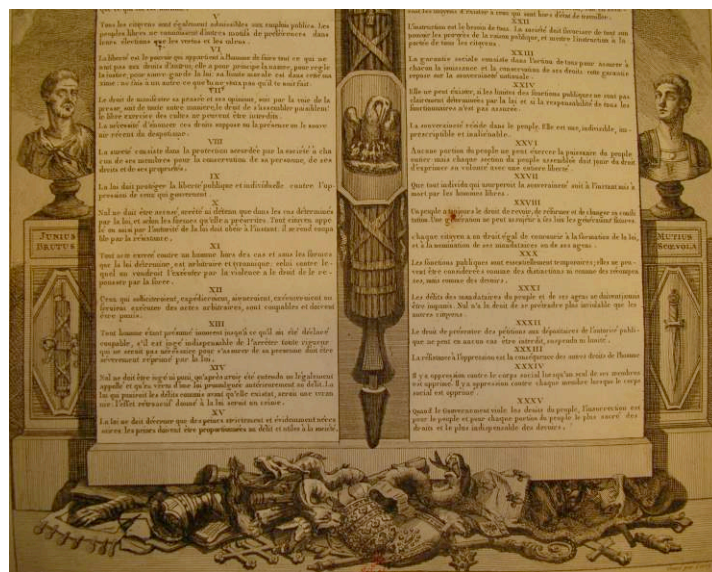 V
Tous les citoyens sont également admissibles aux emplois publics. Les
peuples libres ne connoissent d'autres motifs de préférences dans
leurs élections que les vertus et les talens.
VI
La liberté est le pouvoir qui appartient à l'homme de faire tout ce qui ne
nuit pas aux droits d'autrui; elle a pour principe la nature, pour regle
la justice, pour sauve-garde la loi: sa limite morale est dans cette ma
xime: ne fais à un autre ce que tu ne veux pas qu'il te soit fait.
VII
Le droit de manifester sa pensée et ses opinions, soit par la voie de la
presse, soit de toute autre maniere, le droit de s'assembler paisiblement
le libre exercice des cultes ne peuvent être interdits.
La nécessité d'énoncer ces droits suppose ou la présence ou le souve
nir récent du despotisme.
VIII
La sureté consiste dans la protection accordée par la société à cha
cun de ses membres pour la conservation de sa personne, de ses
droits et de ses propriétés.
IX
La loi doit protéger la liberté publique et individuelle contre l'op
pression de ceux qui gouvernent
X
Nul ne doit être accusé, arrêté ni détenu que dans les cas déterminés
par la loi, et selon les formes qu'elle a prescrites. Tout citoyen appe
lé ou saisi par l'autorité de la loi doit obéir à l'instant: il se rend coupa
ble par la résistance.
XI
Tout acte exercé contre un homme hors des cas et sans les formes
que la loi détermine, est arbitraire et tyrannique: celui contre le-
quel on voudroit l'exécuter par la violence a le droit de le re-
pousser par la force.
XII
Ceux qui solliciteraient, expédieraient, signeraient, exécuteraient ou
feraient exécuter des actes arbitraires, sont coupables et doivent
être punis.
XIII
Tout homme étant présumé innocent jusqu'à ce qu'il ait été déclaré
coupable, s'il est jugé indispensable de l'arrêter toute rigueur
qui ne seroit pas nécessaire pour s'assurer de sa personne doit être
sévèrement réprimé par la loi.
XIV
Nul ne doit être jugé ni puni, qu'après avoir été entendu ou légalement
appellé et qu'en vertu d'une loi promulguée antérieurement au délit. La
loi qui puniroit les délits commis avant qu'elle existât, seroit une tyran
nie: l'effet rétroactif donné à la loi seroit un crime.
XV
La loi ne doit décerner que des peines strictement et évidemment néces
saires: les peines doivent être proportionnées au délit et utiles à la société.
XXII
L'instruction est le besoin de tous. La société doit favoriser de tout son
pouvoir les progrès de la raison publique, et mettre l'instruction à la
portée de tous les citoyens.
XXIII
La garantie sociale consiste dans l'action de tous pour assurer à
chacun la jouissance et la conservation de ses droits: cette garantie
repose sur la souveraineté nationale.
XXIV
Elle ne peut exister, si les limites des fonctions publiques ne sont pas
clairement déterminées par la loi et si la responsabilité de tous les
fonctionnaires n'est pas assurée.
La souveraineté réside dans le peuple. Elle est une, indivisible, im-
prescriptible et inaliénable.
XXVI
Aucune portion du peuple ne peut exercer la puissance du peuple
entier mais chaque section du peuple assemblée doit jouir du droit
d'exprimer sa volonté avec une entiere liberté.
XXVII
Que tout individu qui usurperoit la souveraineté soit à l'instant mis à
mort par les hommes libres.
XXVIII
Un peuple a toujours le droit de revoir, de réformer et de changer sa consti
tution. Une génération ne peut assujetir à ses lois les générations futures
chaque citoyen a un droit égal de concourir à la formation de la loi,
et à la nomination de ses mandataires ou de ses agens.
XXX
Les fonctions publiques sont essentiellement temporaires; elles ne peu-
vent être considérées comme des distinctions ni comme des récompen
ses, mais comme des devoirs.
XXXI
Les délits des mandataires du peuple et de ses agens ne doivent jamais
être impunis. Nul n'a le droit de se prétendre plus inviolable que les
autres citoyens.
XXXII
Le droit de présenter des pétitions aux dépositaires de l'autorité publi-
que ne peut en aucun cas être interdit, suspendu ni limité.
XXXIII
La résistance à l'oppression est la conséquence des autres droits de l'homme
XXXIV
Il y a oppression contre le corps social lorsqu'un seul de ses membres
est opprimé. Il y a oppression contre chaque membre lorsque le corps
social est opprimé
XXXV
Quand le Gouvernement viole les droits du peuple, l'insurrection est
pour le peuple et pour chaque portion du peuple le plus sacré des
droits et le plus indispensable des devoirs.
JUNIUS
BRUTUS
MUTIUS
SCŒVOLA